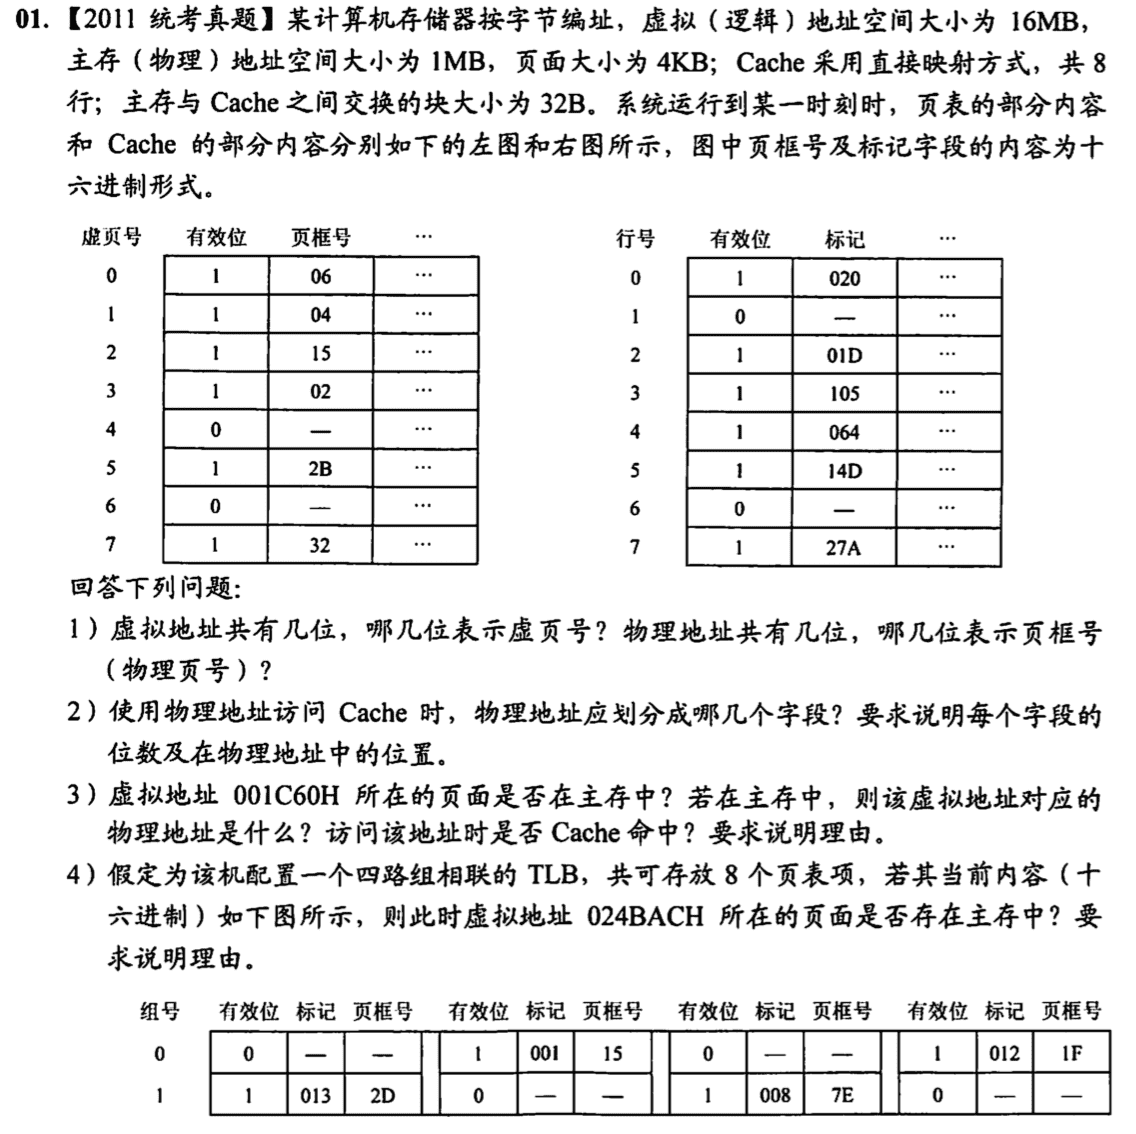 01.【2011 统考真题】某计算机存储器按字节编址，虚拟（逻辑）地址空间大小为 16MB，
主存（物理）地址空间大小为 1MB，页面大小为 4KB；Cache 采用直接映射方式，共 8
行；主存与 Cache 之间交换的块大小为 32B。系统运行到某一时刻时，页表的部分内容
和 Cache 的部分内容分别如下的左图和右图所示，图中页框号及标记字段的内容为十
六进制形式。
虚页号 有效位 页框号 …
0 1 06 …
1 1 04 …
2 1 15 …
3 1 02 …
4 0 — …
5 1 2B …
6 0 — …
7 1 32 …
行号 有效位 标记 …
0 1 020 …
1 0 — …
2 1 01D …
3 1 105 …
4 1 064 …
5 1 14D …
6 0 — …
7 1 27A …
回答下列问题：
1）虚拟地址共有几位，哪几位表示虚页号？物理地址共有几位，哪几位表示页框号
（物理页号）？
2）使用物理地址访问 Cache 时，物理地址应划分成哪几个字段？要求说明每个字段的
位数及在物理地址中的位置。
3）虚拟地址 001C60H 所在的页面是否在主存中？若在主存中，则该虚拟地址对应的
物理地址是什么？访问该地址时是否 Cache 命中？要求说明理由。
4）假定为该机配置一个四路组相联的 TLB，共可存放 8 个页表项，若其当前内容（十
六进制）如下图所示，则此时虚拟地址 024BACH 所在的页面是否存在主存中？要
求说明理由。
组号 有效位 标记 页框号 有效位 标记 页框号 有效位 标记 页框号 有效位 标记 页框号
0 0 — — 1 001 15 0 — — 1 012 1F
1 1 013 2D 0 — — 1 008 7E 0 — —